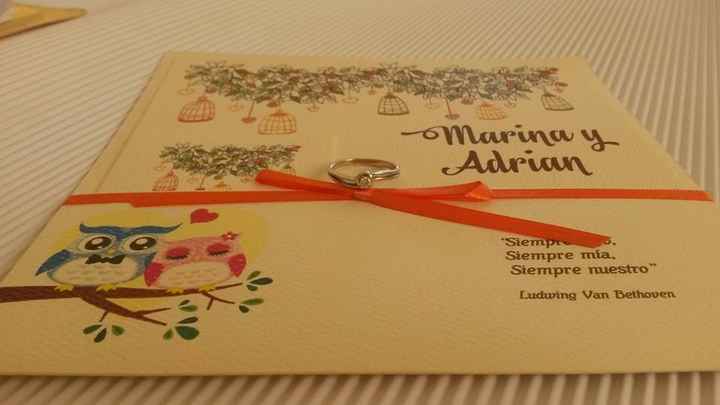 Marina y
Adrian
"Siempre
Siempre mía,
Siempre nuestro"
Ludwing Van Bethoven